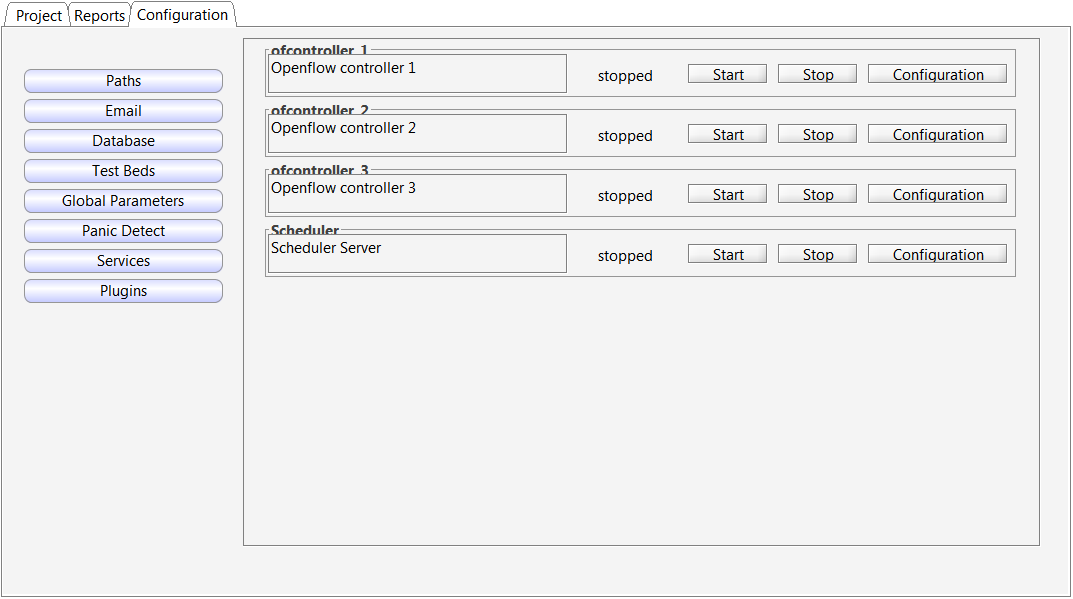 Project Reports Configuration
Paths
Email
Database
Test Beds
Global Parameters
Panic Detect
Services
Plugins
ofcontroller_1
Openflow controller 1
stopped Start Stop Configuration
ofcontroller_2
Openflow controller 2
stopped Start Stop Configuration
ofcontroller_3
Openflow controller 3
stopped Start Stop Configuration
Scheduler
Scheduler Server
stopped Start Stop Configuration